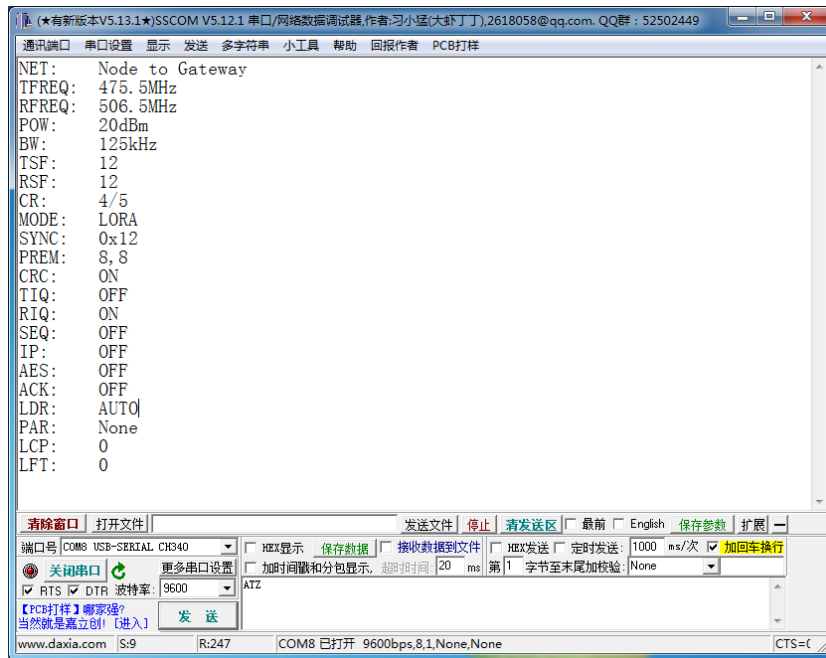 (★有新版本V5.13.1★)SSCOM V5.12.1 串口/网络数据调试器,作者:习小猛(大虾丁丁),2618058@qq.com. QQ群：52502449
通讯端口 串口设置 显示 发送 多字符串 小工具 帮助 回报作者 PCB打样
NET: Node to Gateway
TFREQ: 475.5MHz
RFREQ: 506.5MHz
POW: 20dBm
BW: 125kHz
TSF: 12
RSF: 12
CR: 4/5
MODE: LORA
SYNC: 0x12
PREM: 8,8
CRC: ON
TIQ: OFF
RIQ: ON
SEQ: OFF
IP: OFF
AES: OFF
ACK: OFF
LDR: AUTO
PAR: None
LCP: 0
LFT: 0
清除窗口 打开文件 发送文件 停止 清发送区 最前 English 保存参数 扩展 —
端口号 COM8 USB-SERIAL CH340 HEX显示 保存数据 接收数据到文件 HEX发送 定时发送: 1000 ms/次 加回车换行
关闭串口 更多串口设置 加时间戳和分包显示, 超时时间: 20 ms 第 1 字节 至 末尾 加校验: None
RTS DTR 波特率: 9600 ATZ
【PCB打样】哪家强?
当然就是嘉立创! [进入] 发 送
www.daxia.com S:9 R:247 COM8 已打开 9600bps,8,1,None,None CTS=(